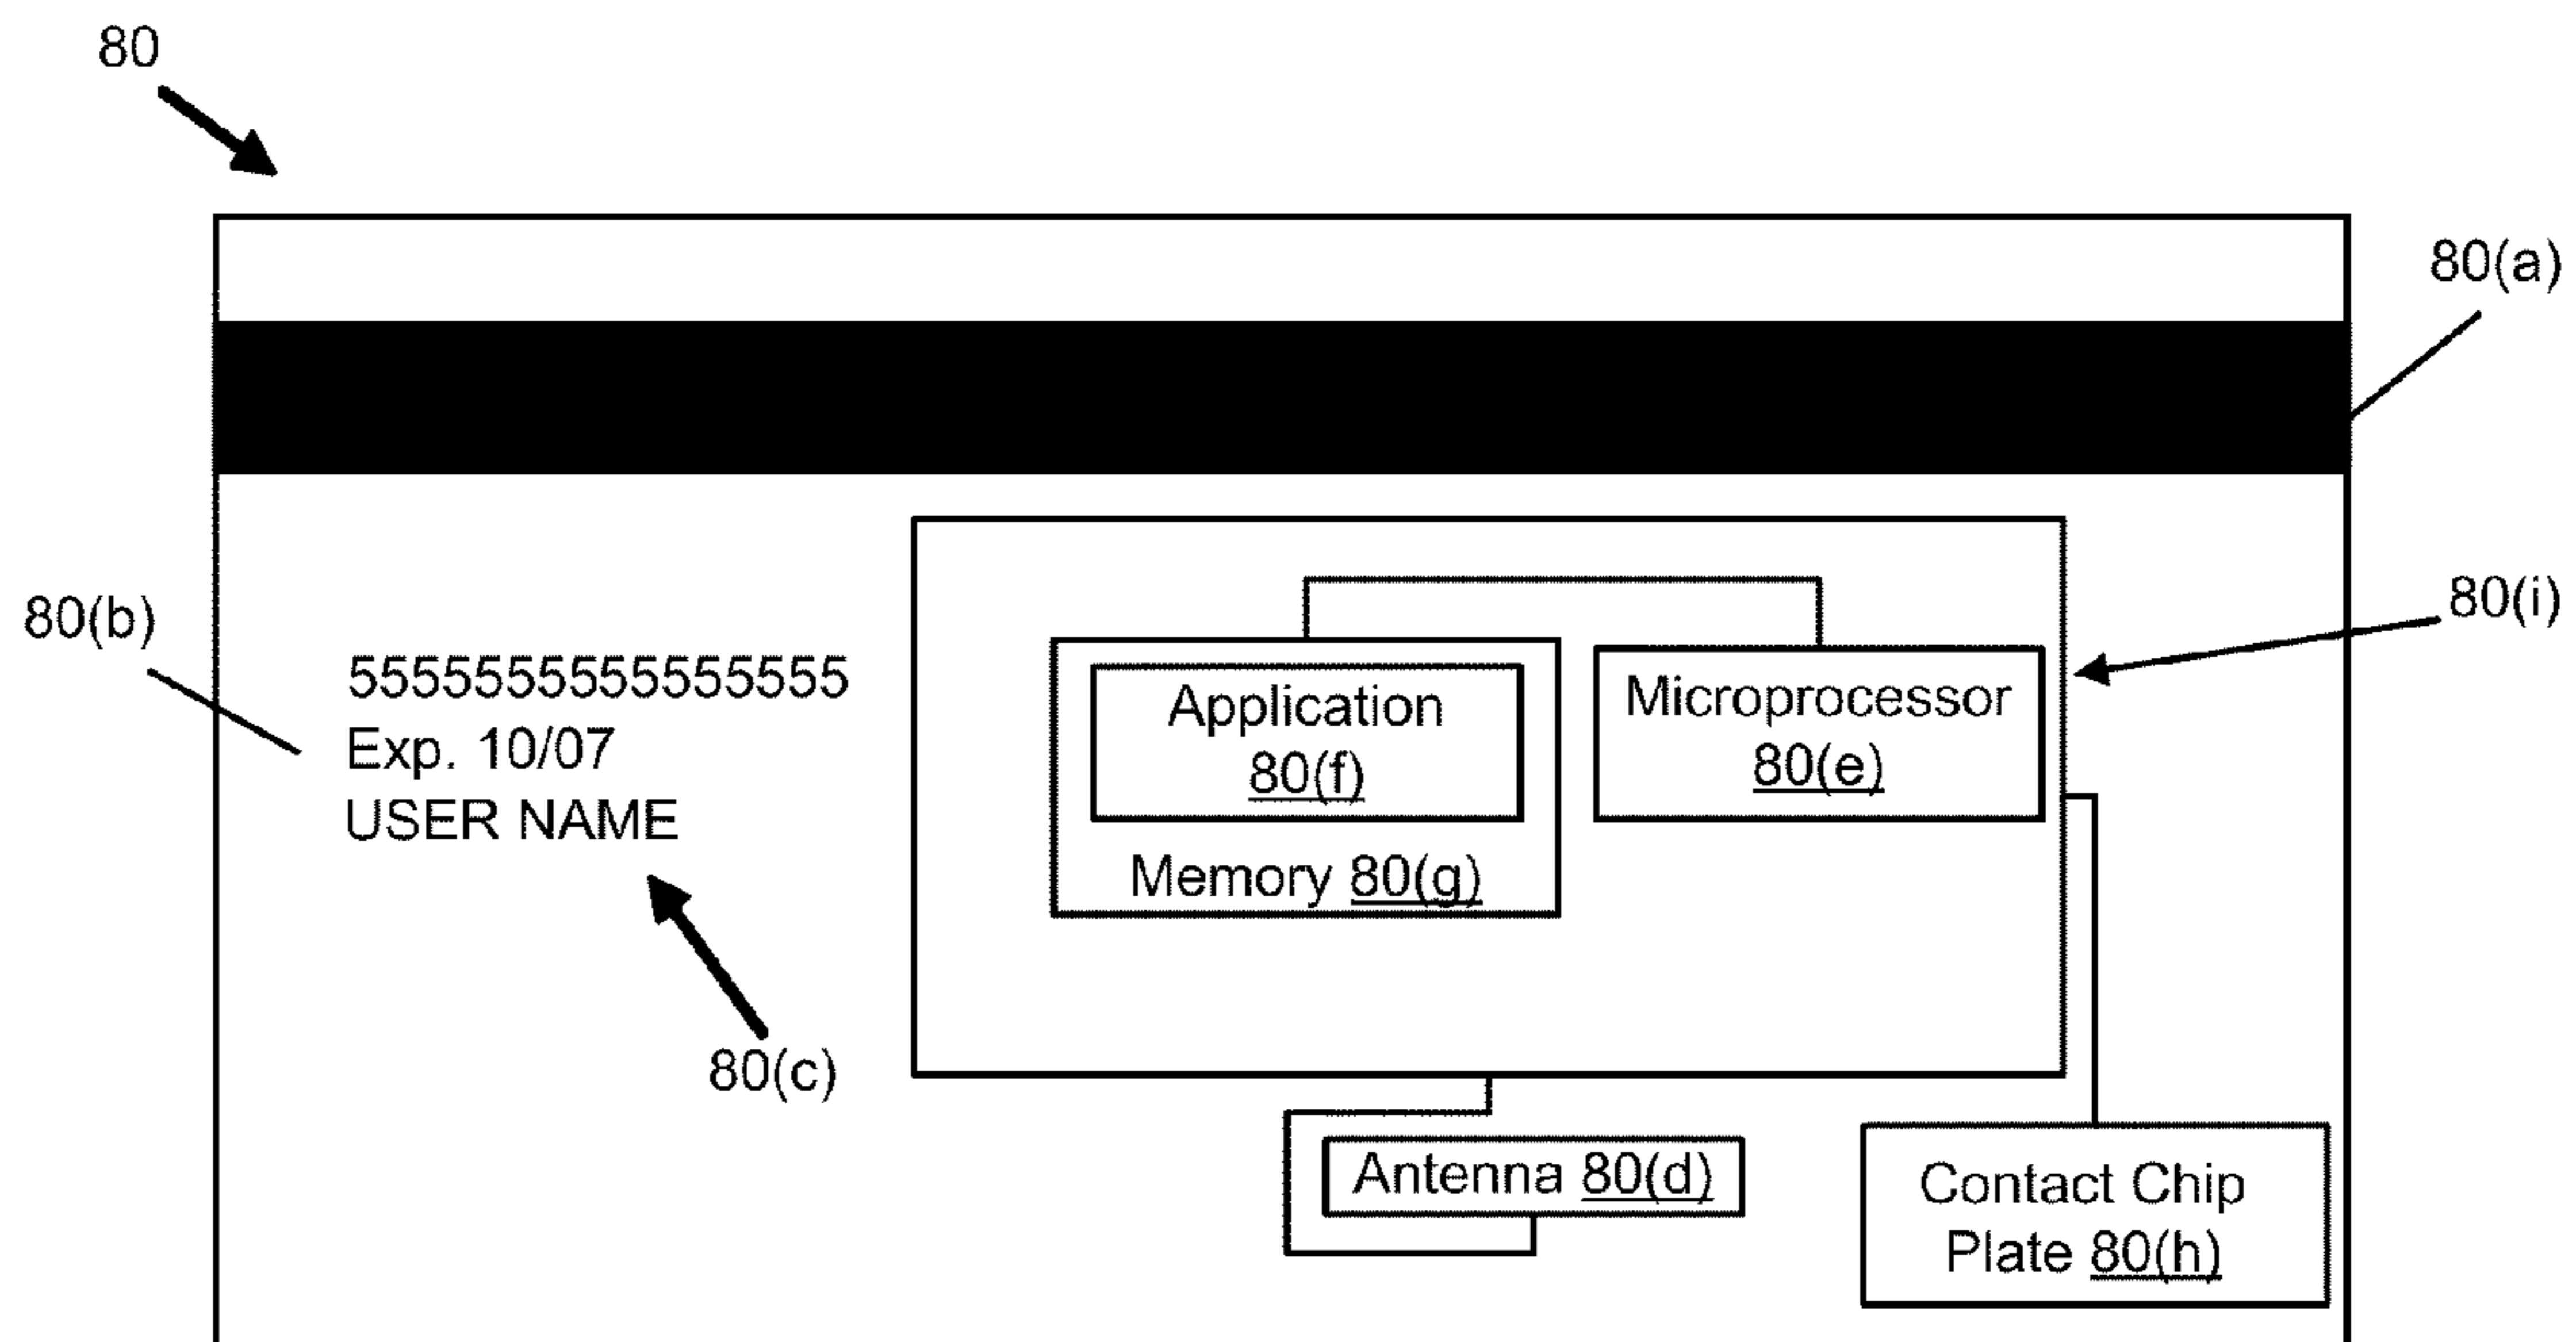 80
80(a)
80(b)
80(i)
5555555555555555
Exp. 10/07
USER NAME
80(c)
Application
80(f)
Memory 80(g)
Microprocessor
80(e)
Antenna 80(d)
Contact Chip
Plate 80(h)